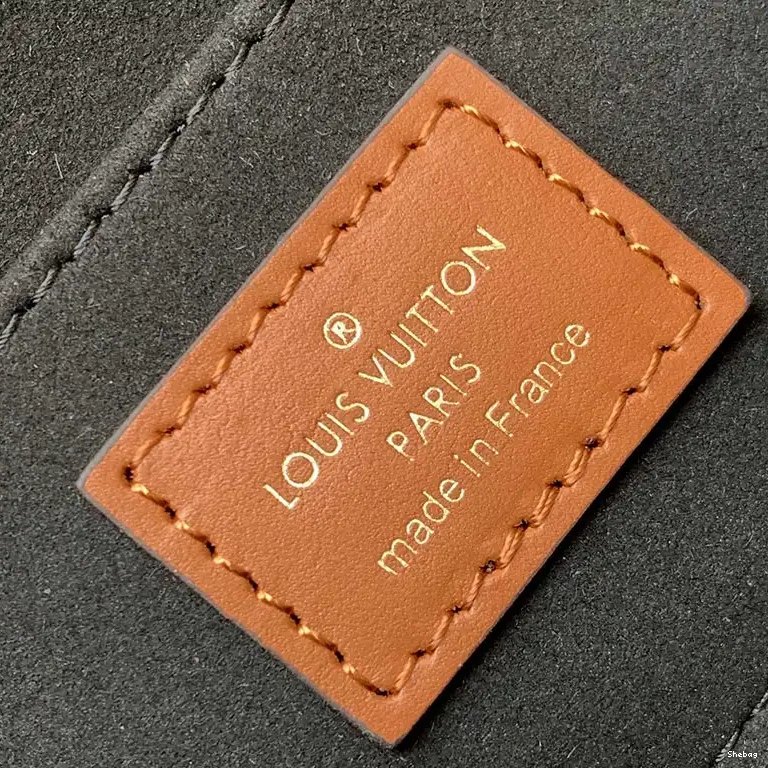 ®
LOUIS VUITTON
PARIS
made in France
Shebag